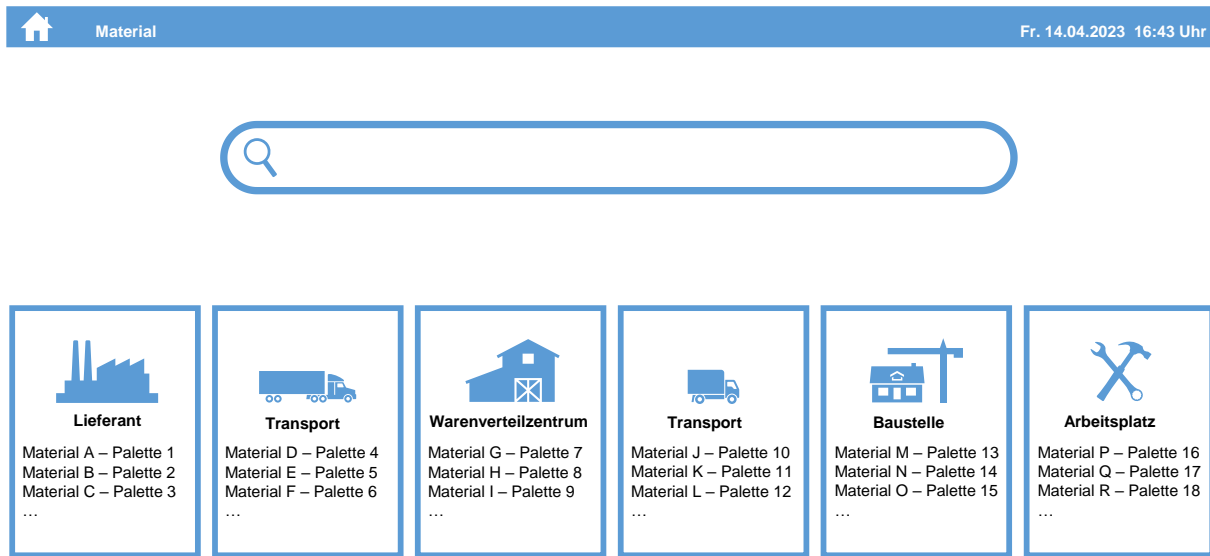 Material
Fr. 14.04.2023 16:43 Uhr
Lieferant
Material A – Palette 1
Material B – Palette 2
Material C – Palette 3
…
Transport
Material D – Palette 4
Material E – Palette 5
Material F – Palette 6
…
Warenverteilzentrum
Material G – Palette 7
Material H – Palette 8
Material I – Palette 9
…
Transport
Material J – Palette 10
Material K – Palette 11
Material L – Palette 12
…
Baustelle
Material M – Palette 13
Material N – Palette 14
Material O – Palette 15
…
Arbeitsplatz
Material P – Palette 16
Material Q – Palette 17
Material R – Palette 18
…